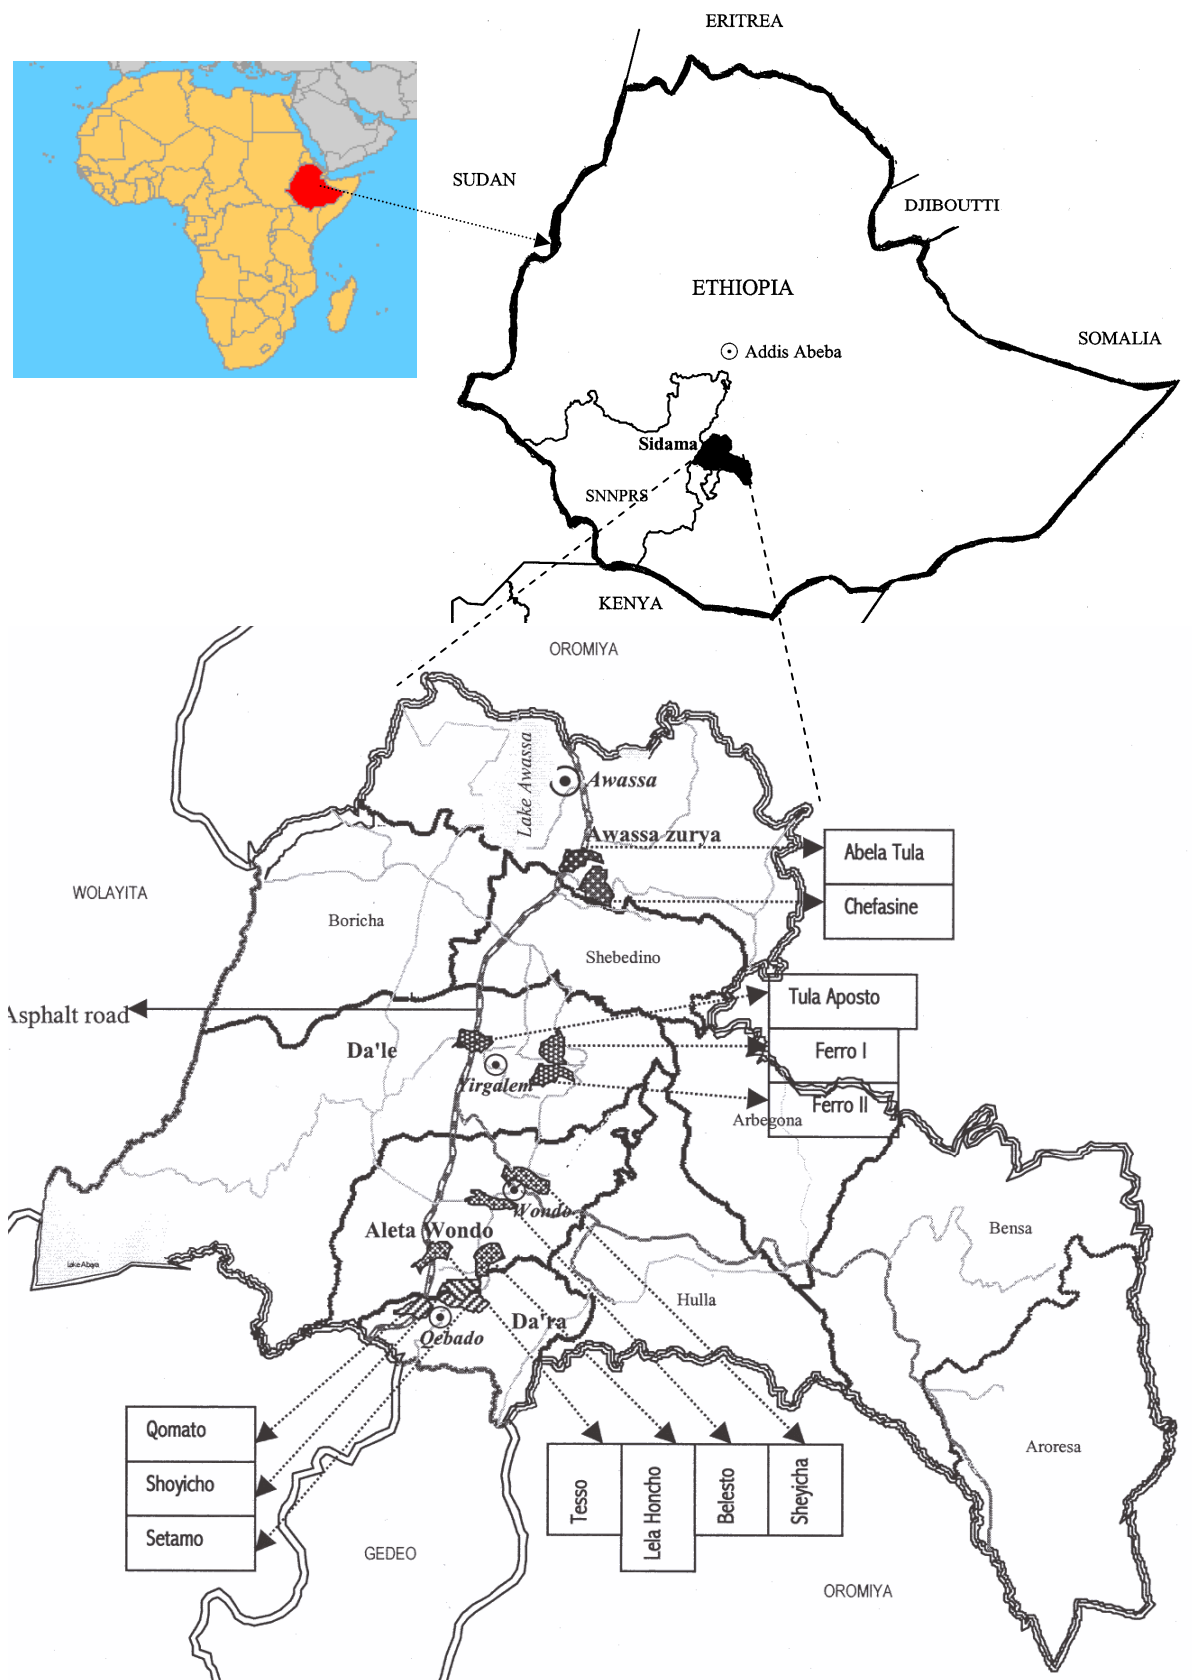 ERITREA
SUDAN
DJIBOUTTI
ETHIOPIA
SOMALIA
Addis Abeba
Sidama
SNNPRS
KENYA
OROMIYA
Lake Awassa
Awassa
Awassa zurya
Abela Tula
WOLAYITA
Chefasine
Boricha
Shebedino
Tula Aposto
Asphalt road
Da'le
Ferro I
Yirgalem
Ferro II
Arbegona
Wondo
Aleta Wondo
Bensa
Lake Abaya
Hulla
Da'ra
Qebado
Qomato
Aroresa
Shoyicho
Tesso
Lela Honcho
Belesto
Sheyicha
Setamo
GEDEO
OROMIYA